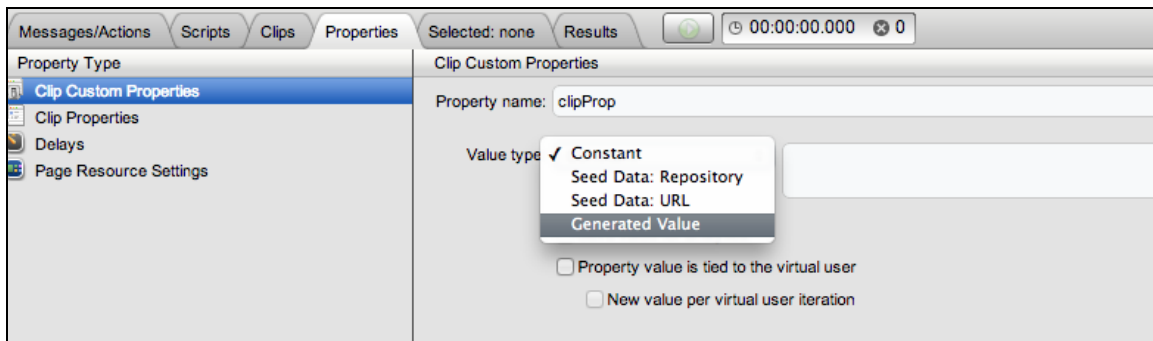 Messages/Actions Scripts Clips Properties Selected: none Results 00:00:00.000 0
Property Type
Clip Custom Properties
Clip Properties
Delays
Page Resource Settings
Clip Custom Properties
Property name: clipProp
Value type ✓ Constant
Seed Data: Repository
Seed Data: URL
Generated Value
Property value is tied to the virtual user
New value per virtual user iteration